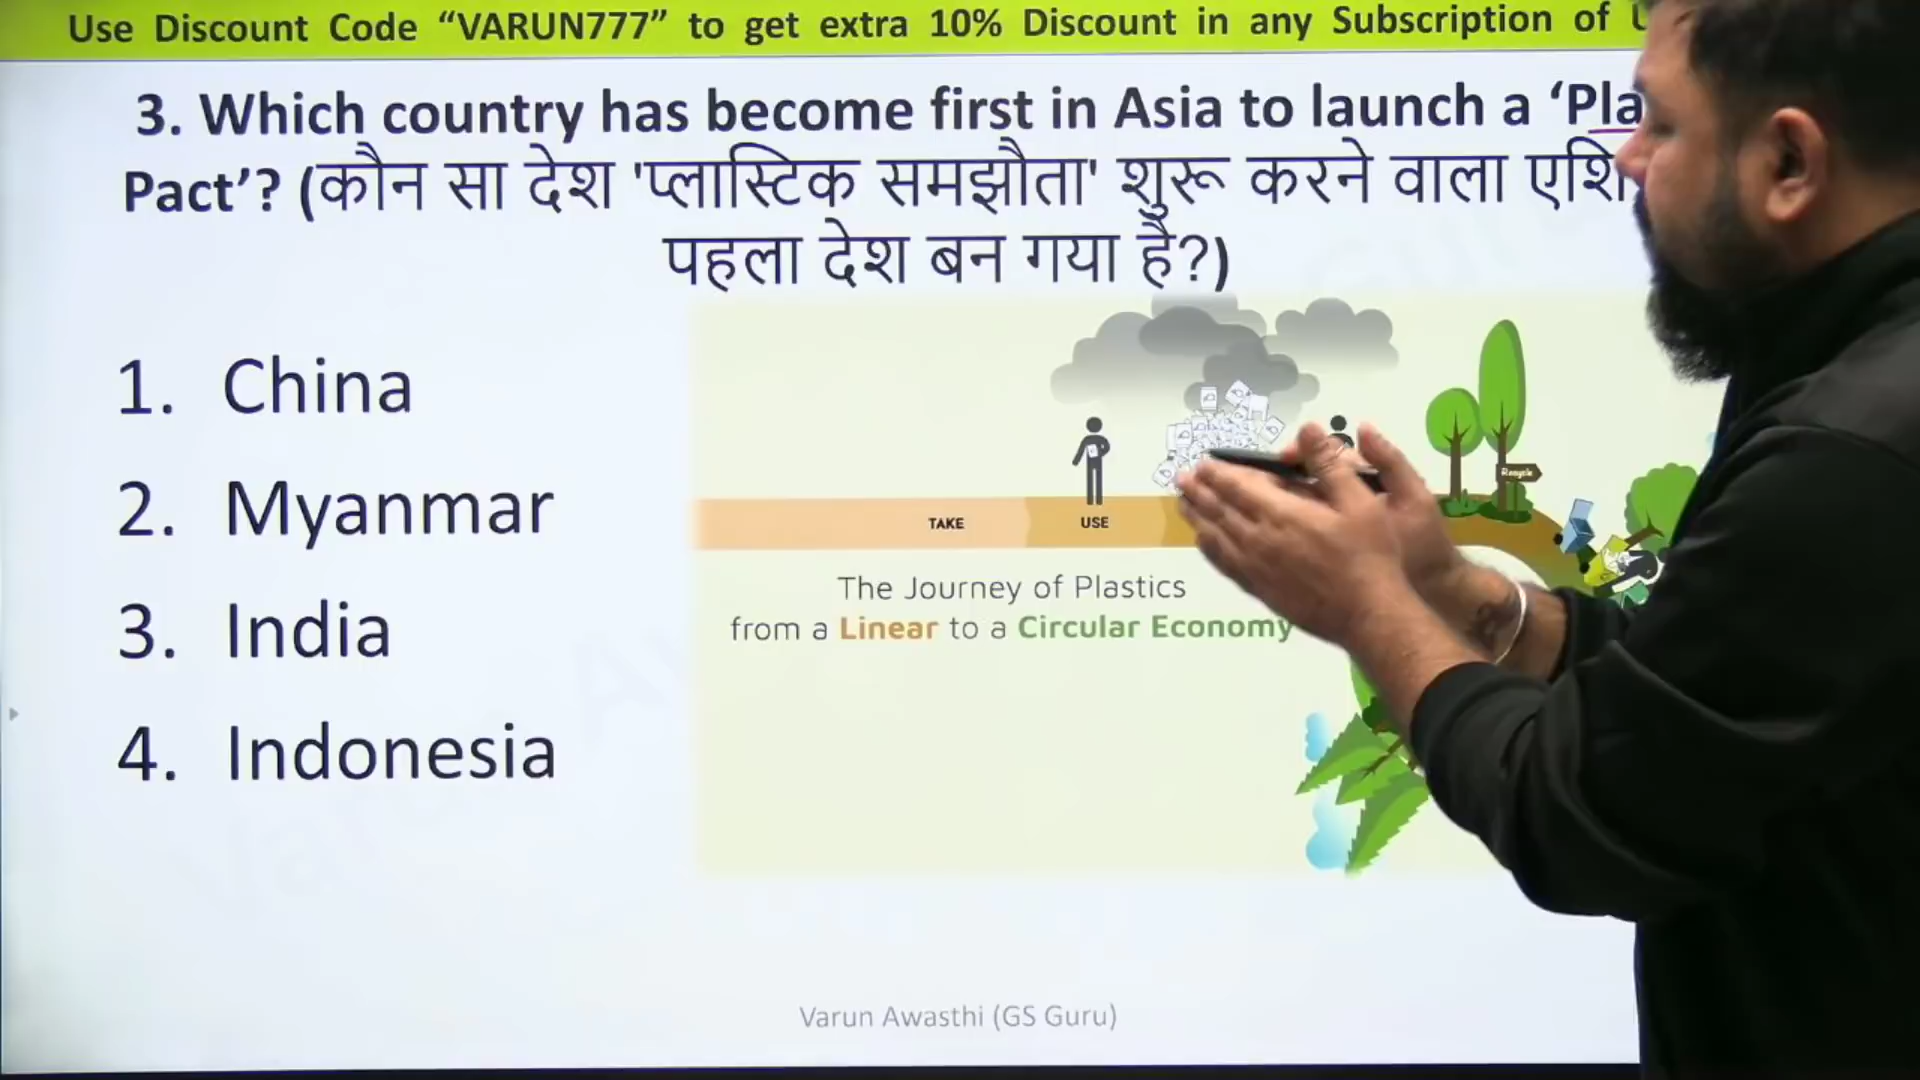 Use Discount Code “VARUN777” to get extra 10% Discount in any Subscription of
3. Which country has become first in Asia to launch a ‘Pla
Pact’? (कौन सा देश 'प्लास्टिक समझौता' शुरू करने वाला एशि
पहला देश बन गया है?)
1. China
2. Myanmar
3. India
4. Indonesia
Recycle
TAKE
USE
The Journey of Plastics
from a Linear to a Circular Economy
Varun Awasthi (GS Guru)